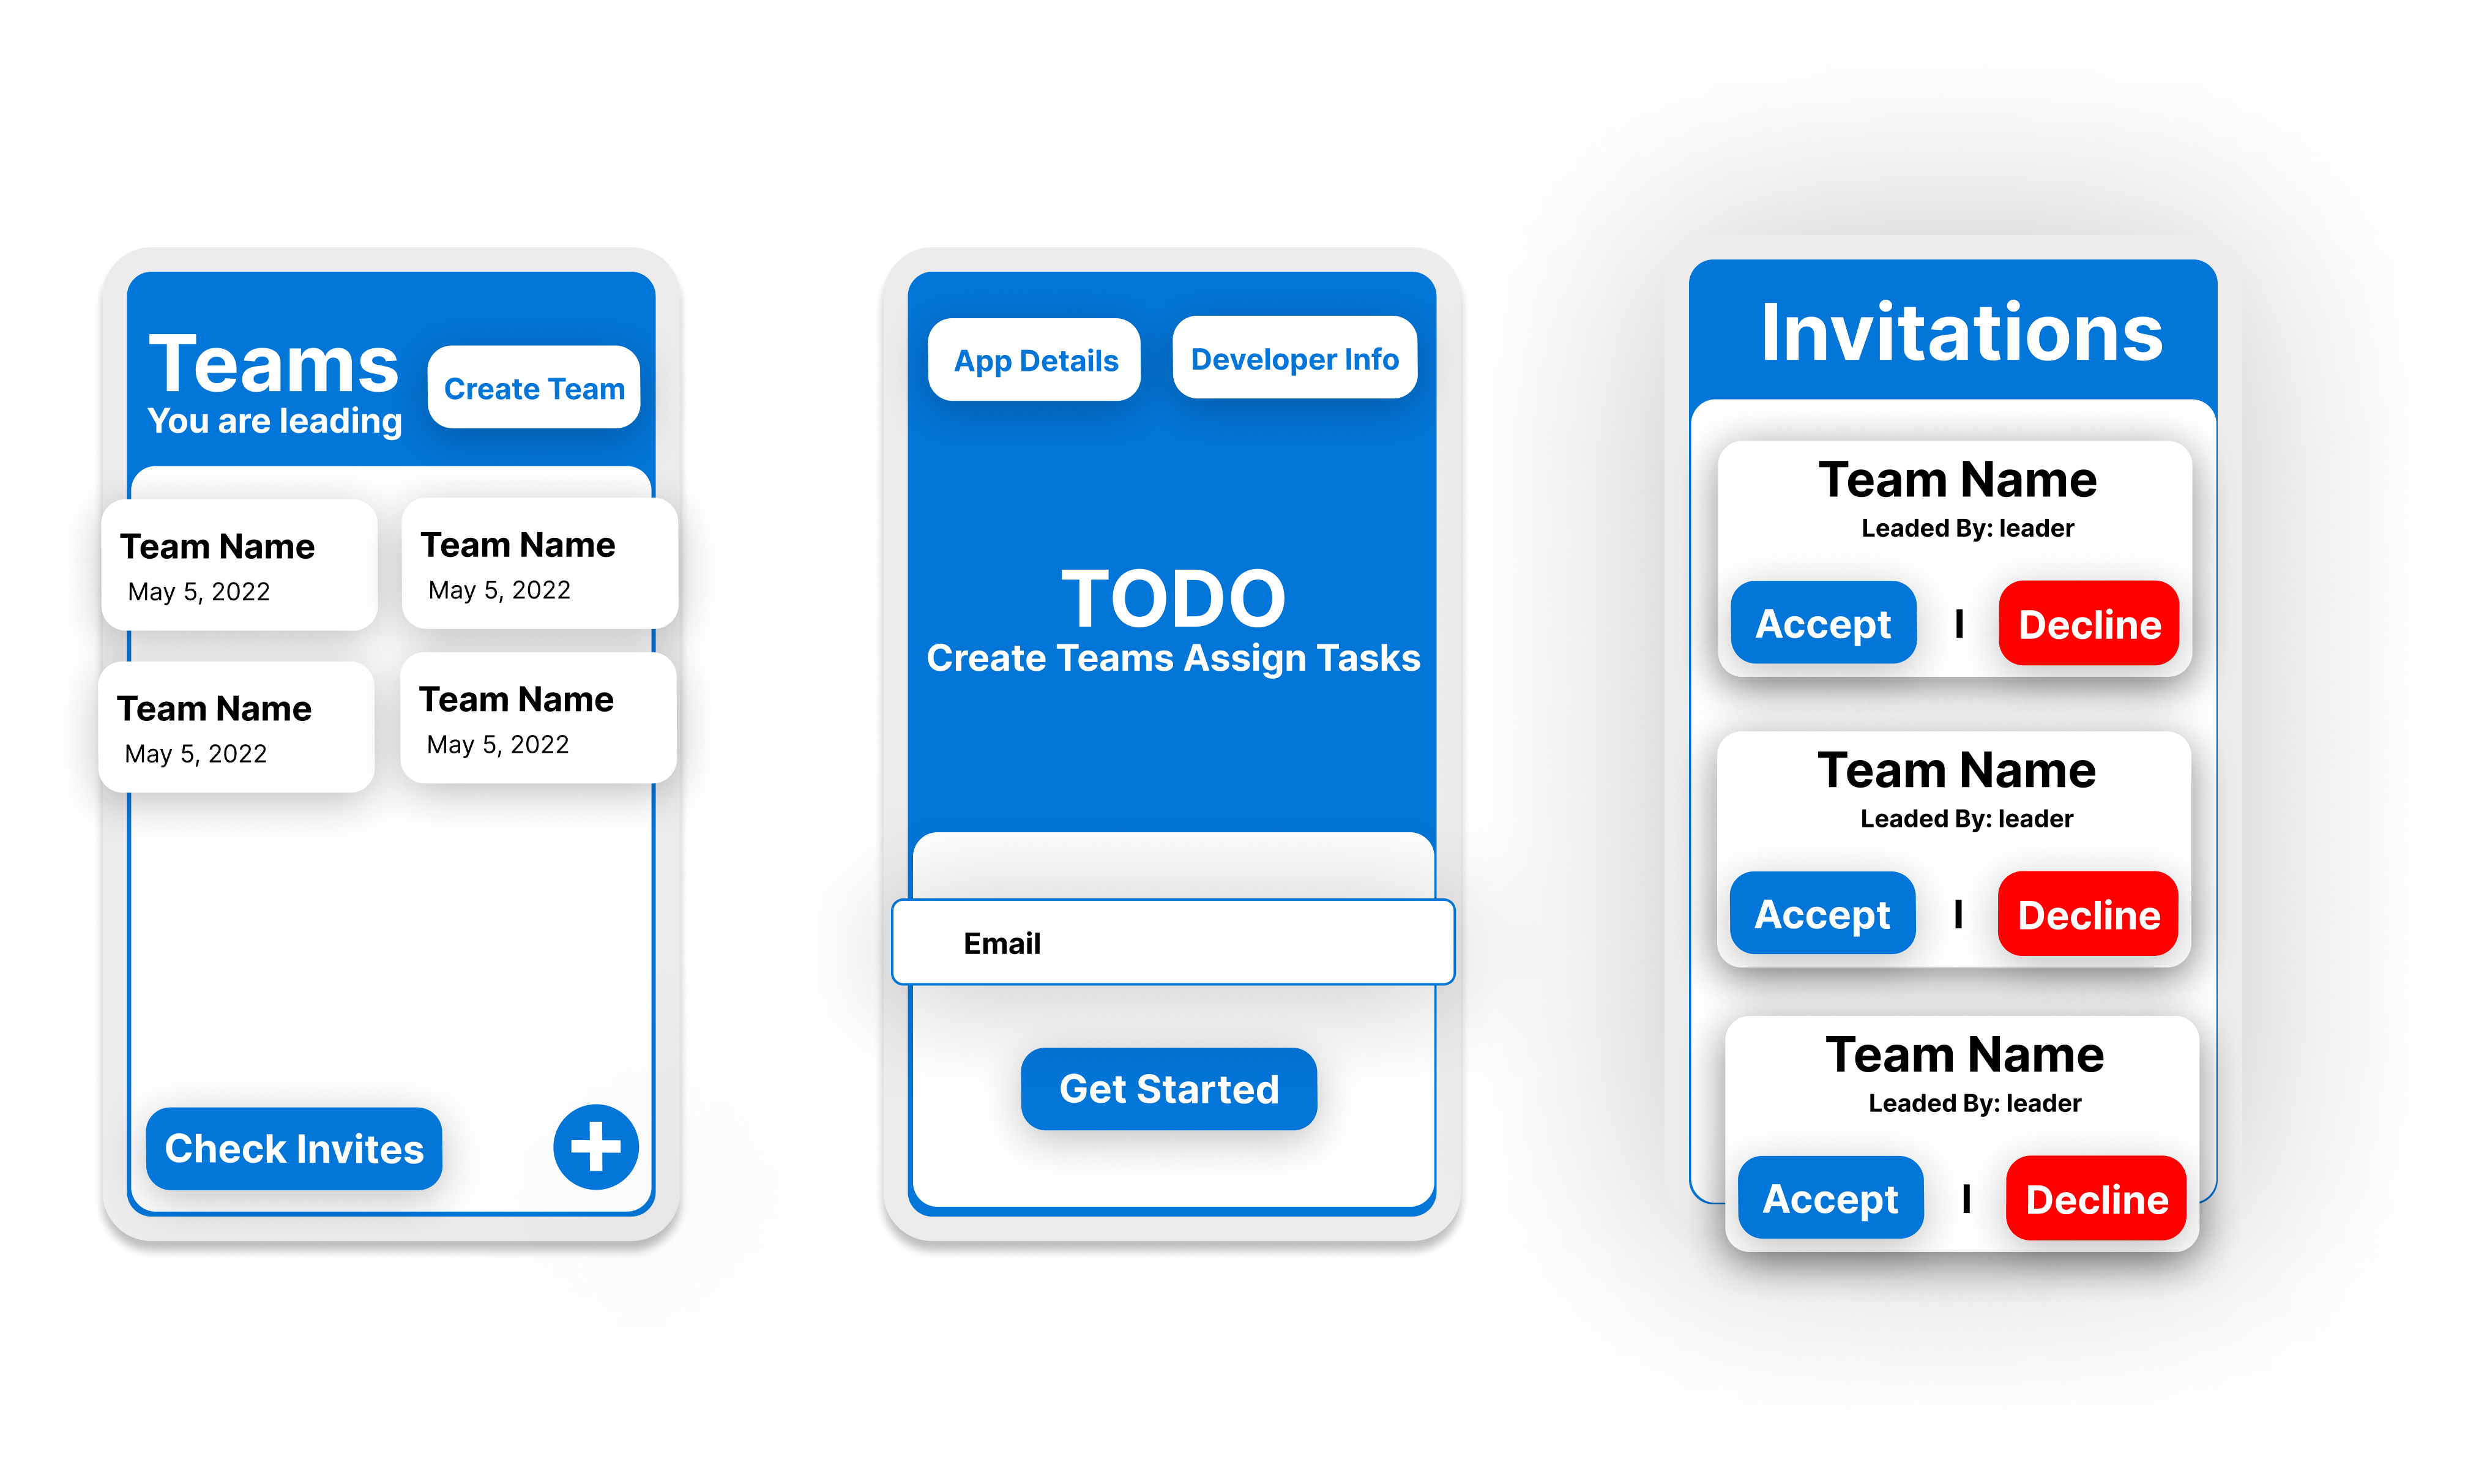 Teams
You are leading
Create Team
Team Name
May 5, 2022
Team Name
May 5, 2022
Team Name
May 5, 2022
Team Name
May 5, 2022
Check Invites
+
App Details
Developer Info
TODO
Create Teams Assign Tasks
Email
Get Started
Invitations
Team Name
Leaded By: leader
Accept I Decline
Team Name
Leaded By: leader
Accept I Decline
Team Name
Leaded By: leader
Accept I Decline